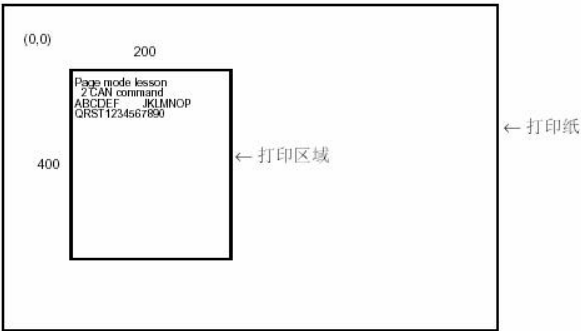 (0,0)
200
Page mode lesson
2 CAN command
ABCDEF JKLMNOP
QRST1234567890
← 打印纸
400
← 打印区域